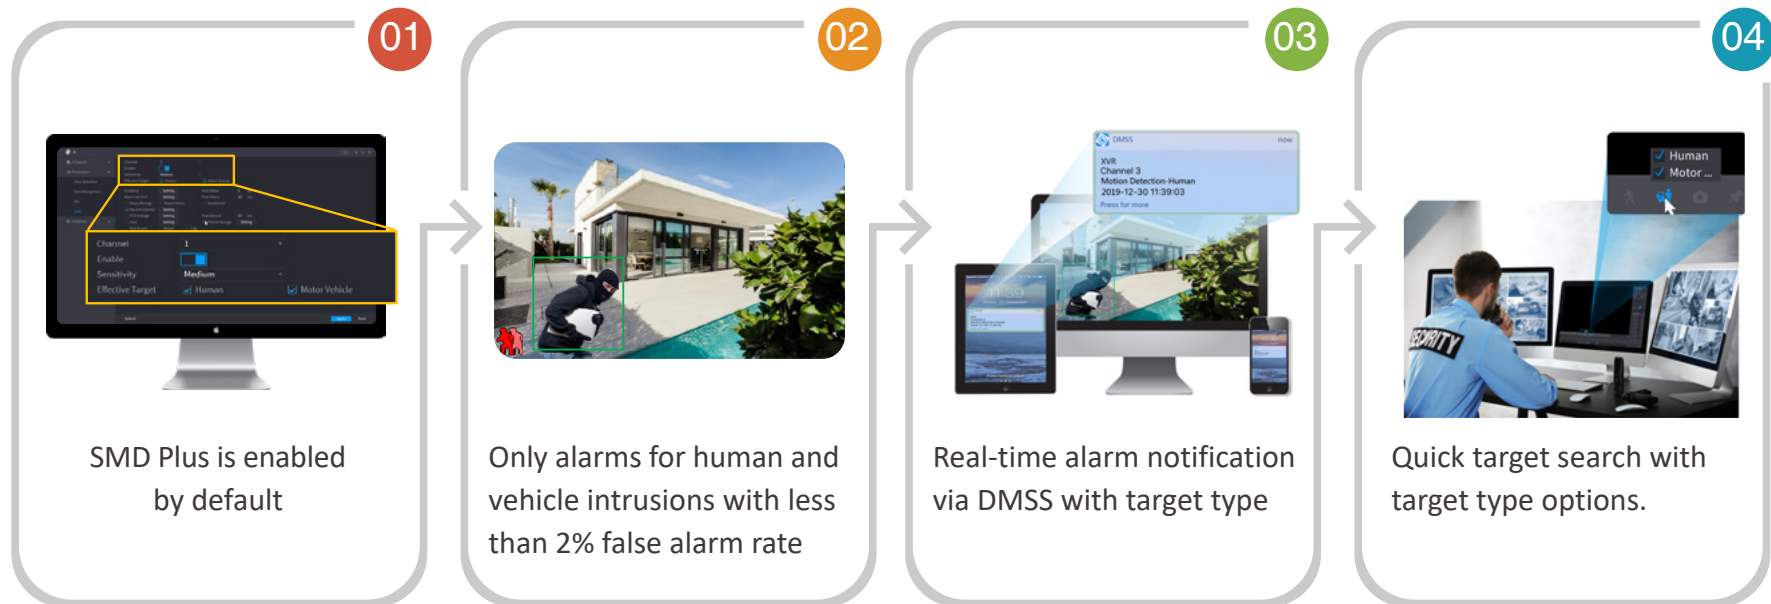 01
Channel
1
Enable
Sensitivity
Medium
Effective Target
Human
Motor Vehicle
SMD Plus is enabled
by default
02
Only alarms for human and
vehicle intrusions with less
than 2% false alarm rate
03
DMSS
now
XVR
Channel 3
Motion Detection-Human
2019-12-30 11:39:03
Press for more
11:39
Real-time alarm notification
via DMSS with target type
04
Human
Motor ...
SECURITY
Quick target search with
target type options.